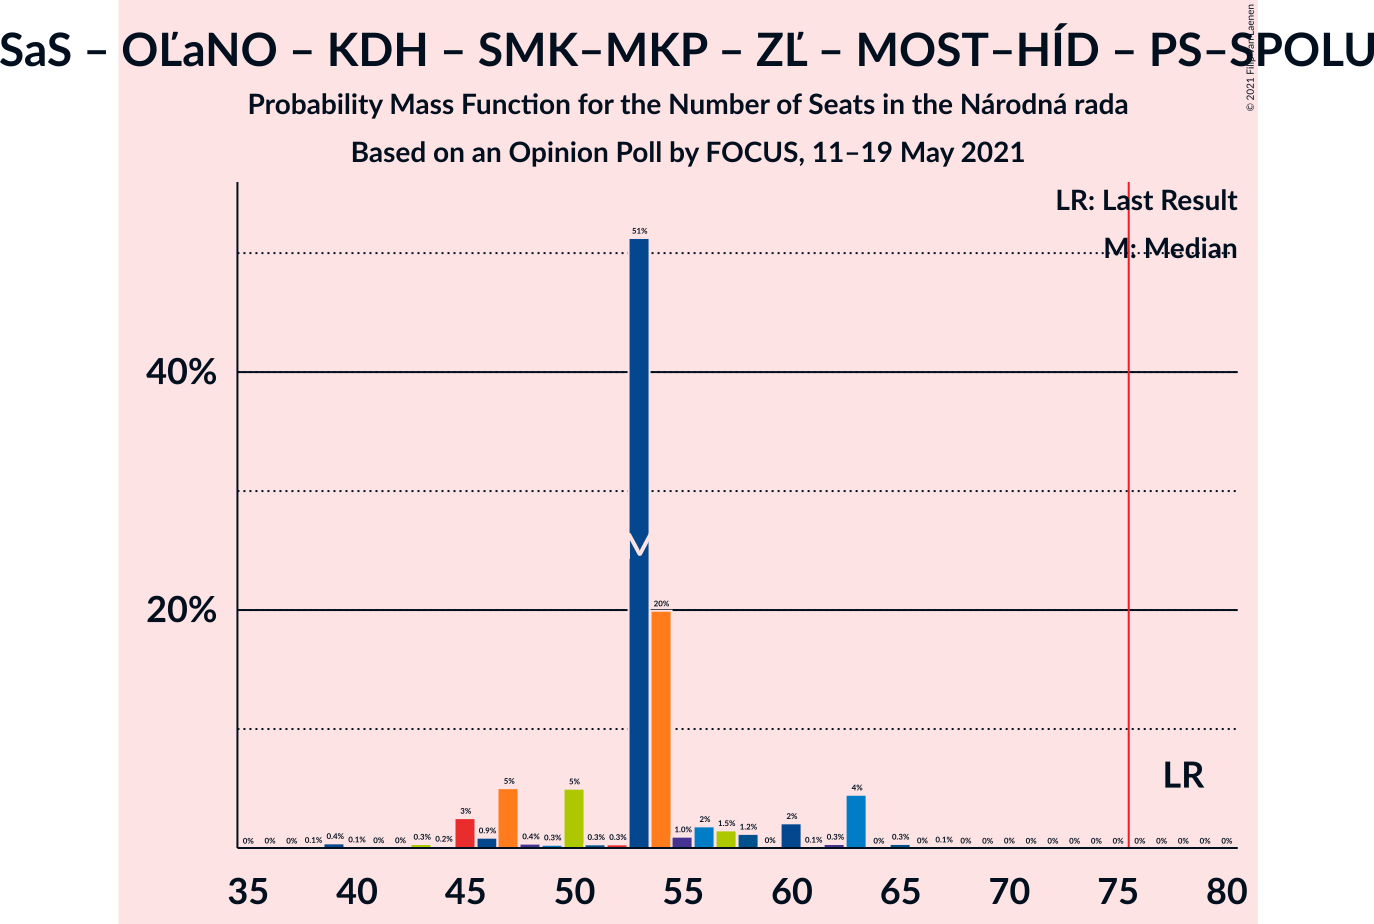 SaS – OĽaNO – KDH – SMK–MKP – ZĽ – MOST–HÍD – PS–SPOLU
Probability Mass Function for the Number of Seats in the Národná rada
Based on an Opinion Poll by FOCUS, 11–19 May 2021
© 2021 Filip van Laenen
LR: Last Result
M: Median
51%
40%
M
20%
20%
LR
0% 0% 0% 0.1% 0.4% 0.1% 0% 0% 0.3% 0.2% 3% 0.9% 5% 0.4% 0.3% 5% 0.3% 0.3% 1.0% 2% 1.5% 1.2% 0% 2% 0.1% 0.3% 4% 0% 0.3% 0% 0.1% 0% 0% 0% 0% 0% 0% 0% 0% 0% 0% 0% 0% 0%
35 40 45 50 55 60 65 70 75 80